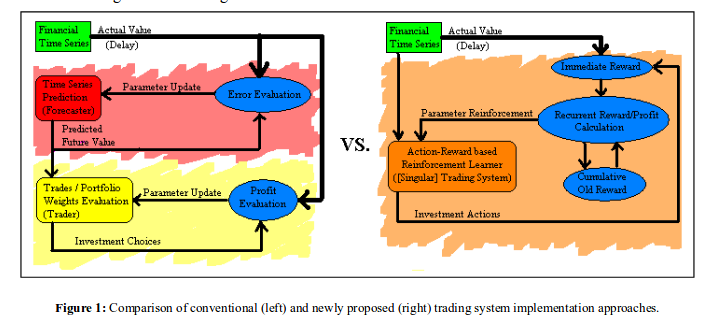 Financial
Time Series
Actual Value
(Delay)
Time Series
Prediction
(Forecaster)
Parameter Update
Error Evaluation
Predicted
Future Value
Trades / Portfolio
Weights Evaluation
(Trader)
Parameter Update
Profit
Evaluation
Investment Choices
VS.
Financial
Time Series
Actual Value
(Delay)
Immediate Reward
Parameter Reinforcement
Recurrent Reward/Profit
Calculation
Action-Reward based
Reinforcement Learner
([Singular] Trading System)
Cumulative
Old Reward
Investment Actions
Figure 1: Comparison of conventional (left) and newly proposed (right) trading system implementation approaches.